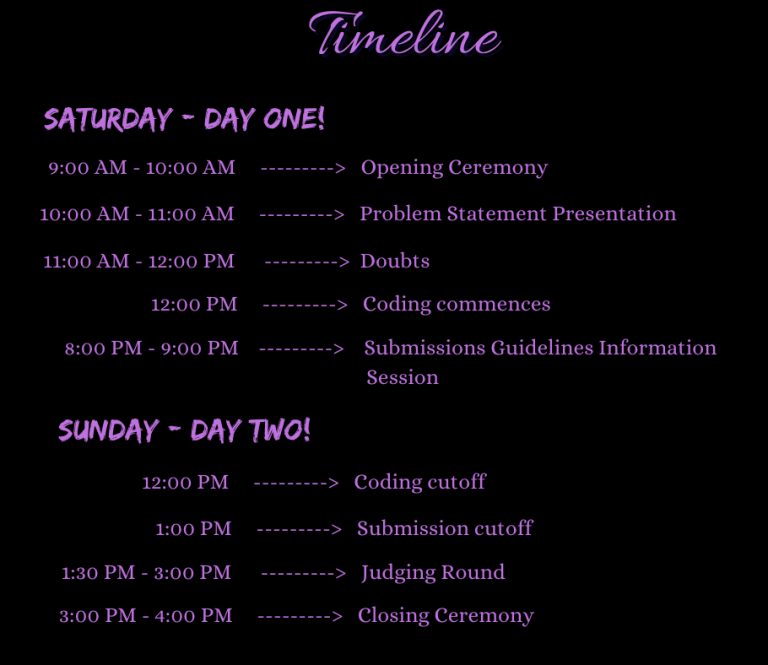 Timeline
SATURDAY - DAY ONE!
9:00 AM - 10:00 AM ---------> Opening Ceremony
10:00 AM - 11:00 AM ---------> Problem Statement Presentation
11:00 AM - 12:00 PM ---------> Doubts
12:00 PM ---------> Coding commences
8:00 PM - 9:00 PM ---------> Submissions Guidelines Information
Session
SUNDAY - DAY TWO!
12:00 PM ---------> Coding cutoff
1:00 PM ---------> Submission cutoff
1:30 PM - 3:00 PM ---------> Judging Round
3:00 PM - 4:00 PM ---------> Closing Ceremony